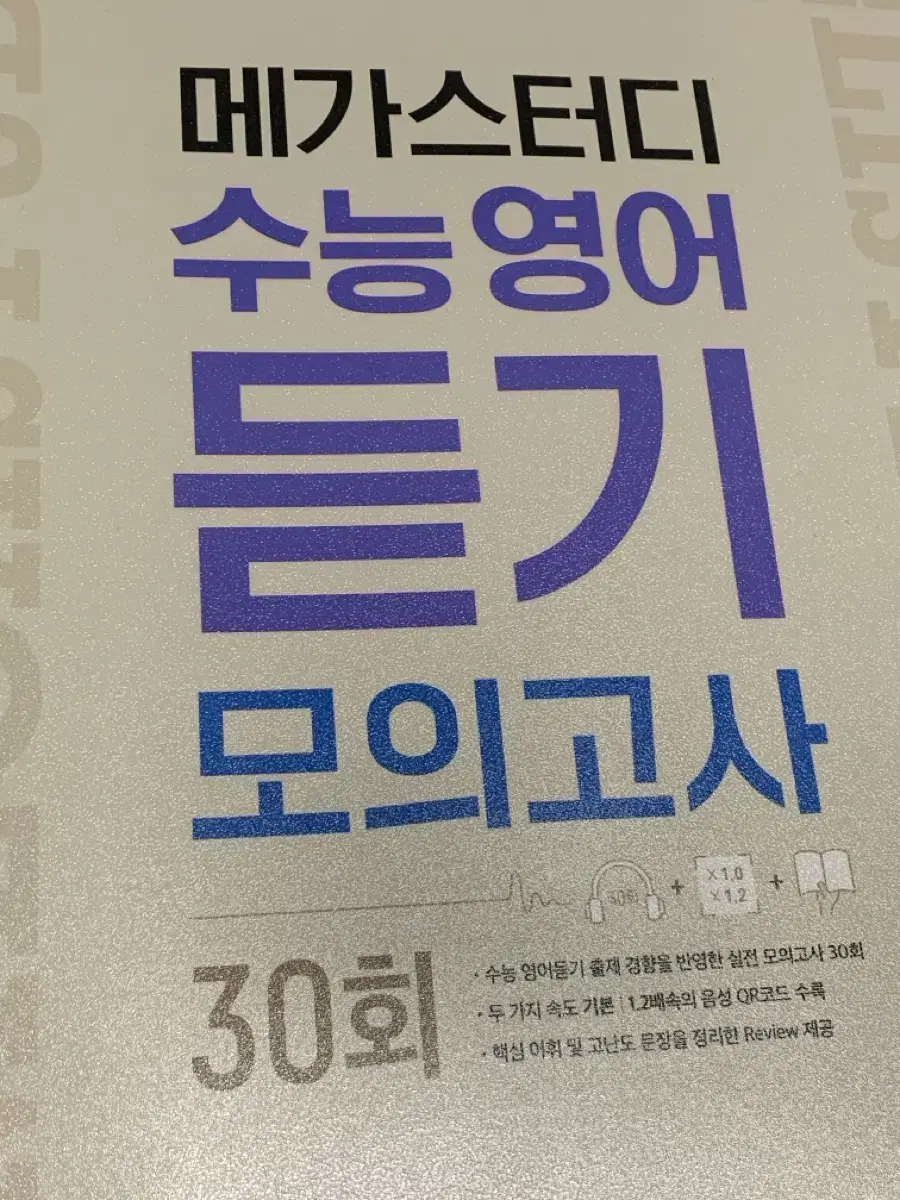 메가스터디
수능 영어
듣기
모의고사
30회 + ×1.0 ×1.2 +
30회
· 수능 영어듣기 출제 경향을 반영한 실전 모의고사 30회
· 두 가지 속도 기본 | 1.2배속의 음성 QR코드 수록
· 핵심 어휘 및 고난도 문장을 정리한 Review 제공